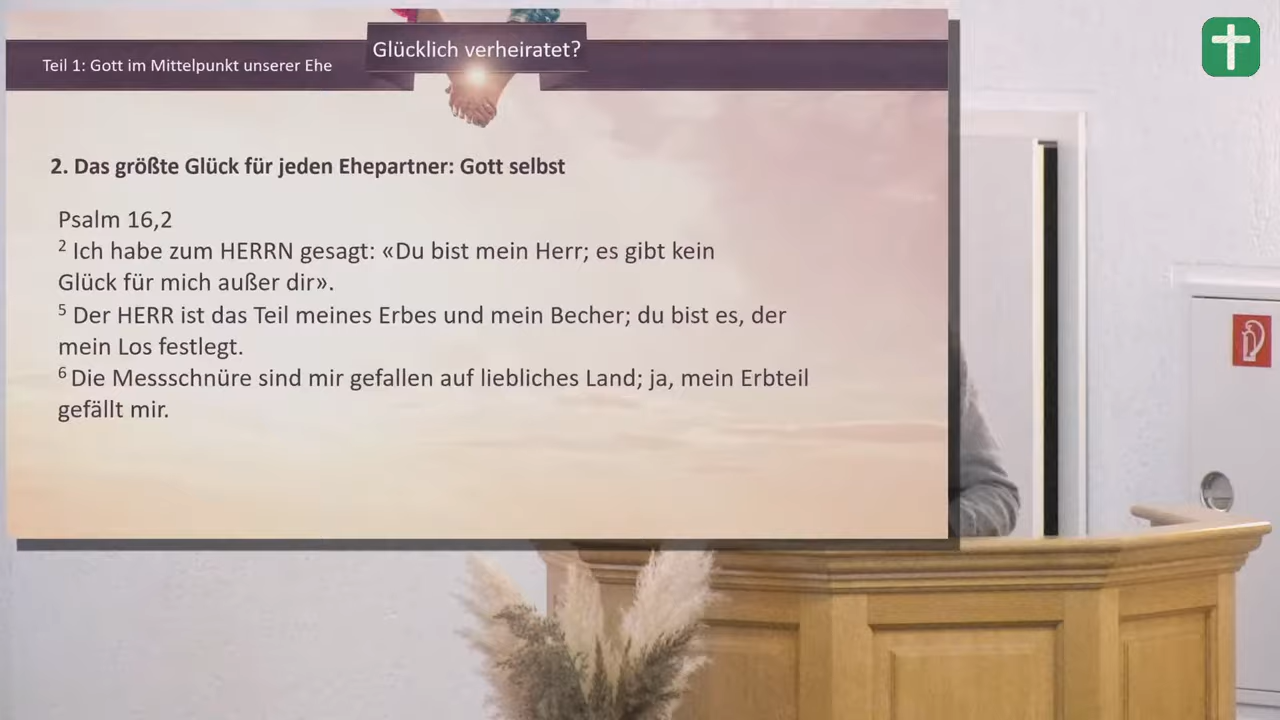 Glücklich verheiratet?
Teil 1: Gott im Mittelpunkt unserer Ehe
2. Das größte Glück für jeden Ehepartner: Gott selbst
Psalm 16,2
2 Ich habe zum HERRN gesagt: «Du bist mein Herr; es gibt kein
Glück für mich außer dir».
5 Der HERR ist das Teil meines Erbes und mein Becher; du bist es, der
mein Los festlegt.
6 Die Messschnüre sind mir gefallen auf liebliches Land; ja, mein Erbteil
gefällt mir.